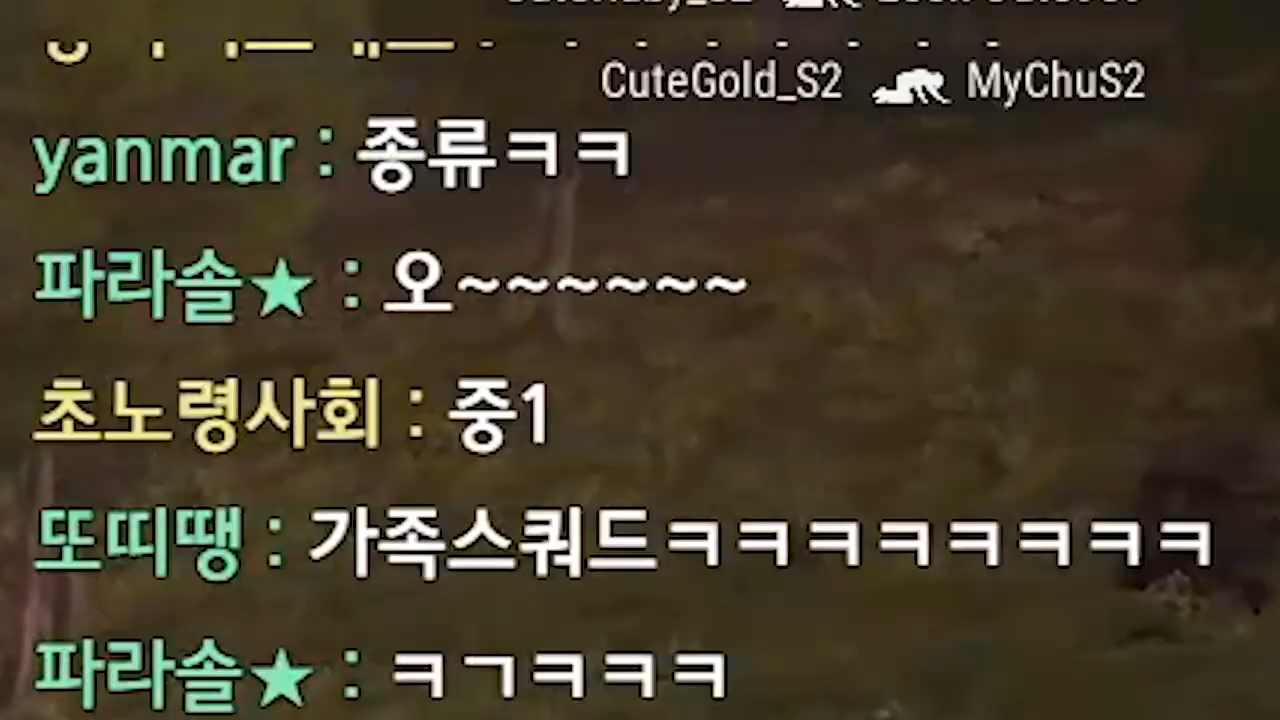 CuteGold_S2 MyChuS2
yanmar : 종류ㅋㅋ
파라솔★ : 오~~~~~~
초노령사회 : 중1
또띠땡 : 가족스쿼드ㅋㅋㅋㅋㅋㅋㅋㅋ
파라솔★ : ㅋㄱㅋㅋㅋ